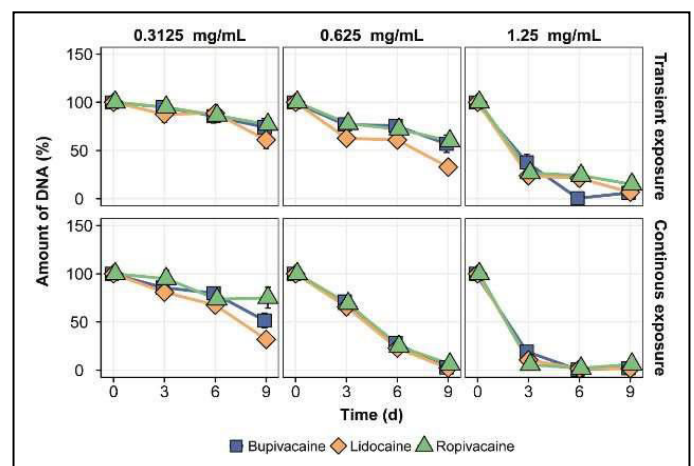 0.3125 mg/mL 0.625 mg/mL 1.25 mg/mL
150
100
50
0
Transient exposure
150
100
50
0
Continous exposure
Amount of DNA (%)
0 3 6 9 0 3 6 9 0 3 6 9
Time (d)
Bupivacaine Lidocaine Ropivacaine